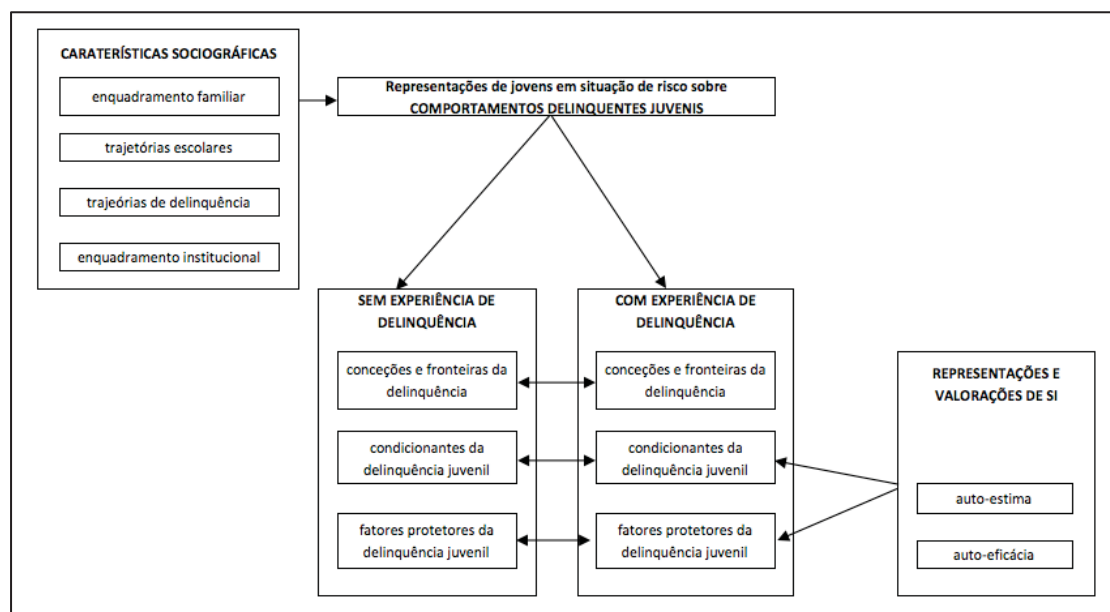 CARATERÍSTICAS SOCIOGRÁFICAS
enquadramento familiar
trajetórias escolares
trajeórias de delinquência
enquadramento institucional
Representações de jovens em situação de risco sobre
COMPORTAMENTOS DELINQUENTES JUVENIS
SEM EXPERIÊNCIA DE
DELINQUÊNCIA
conceções e fronteiras da
delinquência
condicionantes da
delinquência juvenil
fatores protetores da
delinquência juvenil
COM EXPERIÊNCIA DE
DELINQUÊNCIA
conceções e fronteiras da
delinquência
condicionantes da
delinquência juvenil
fatores protetores da
delinquência juvenil
REPRESENTAÇÕES E
VALORAÇÕES DE SI
auto-estima
auto-eficácia